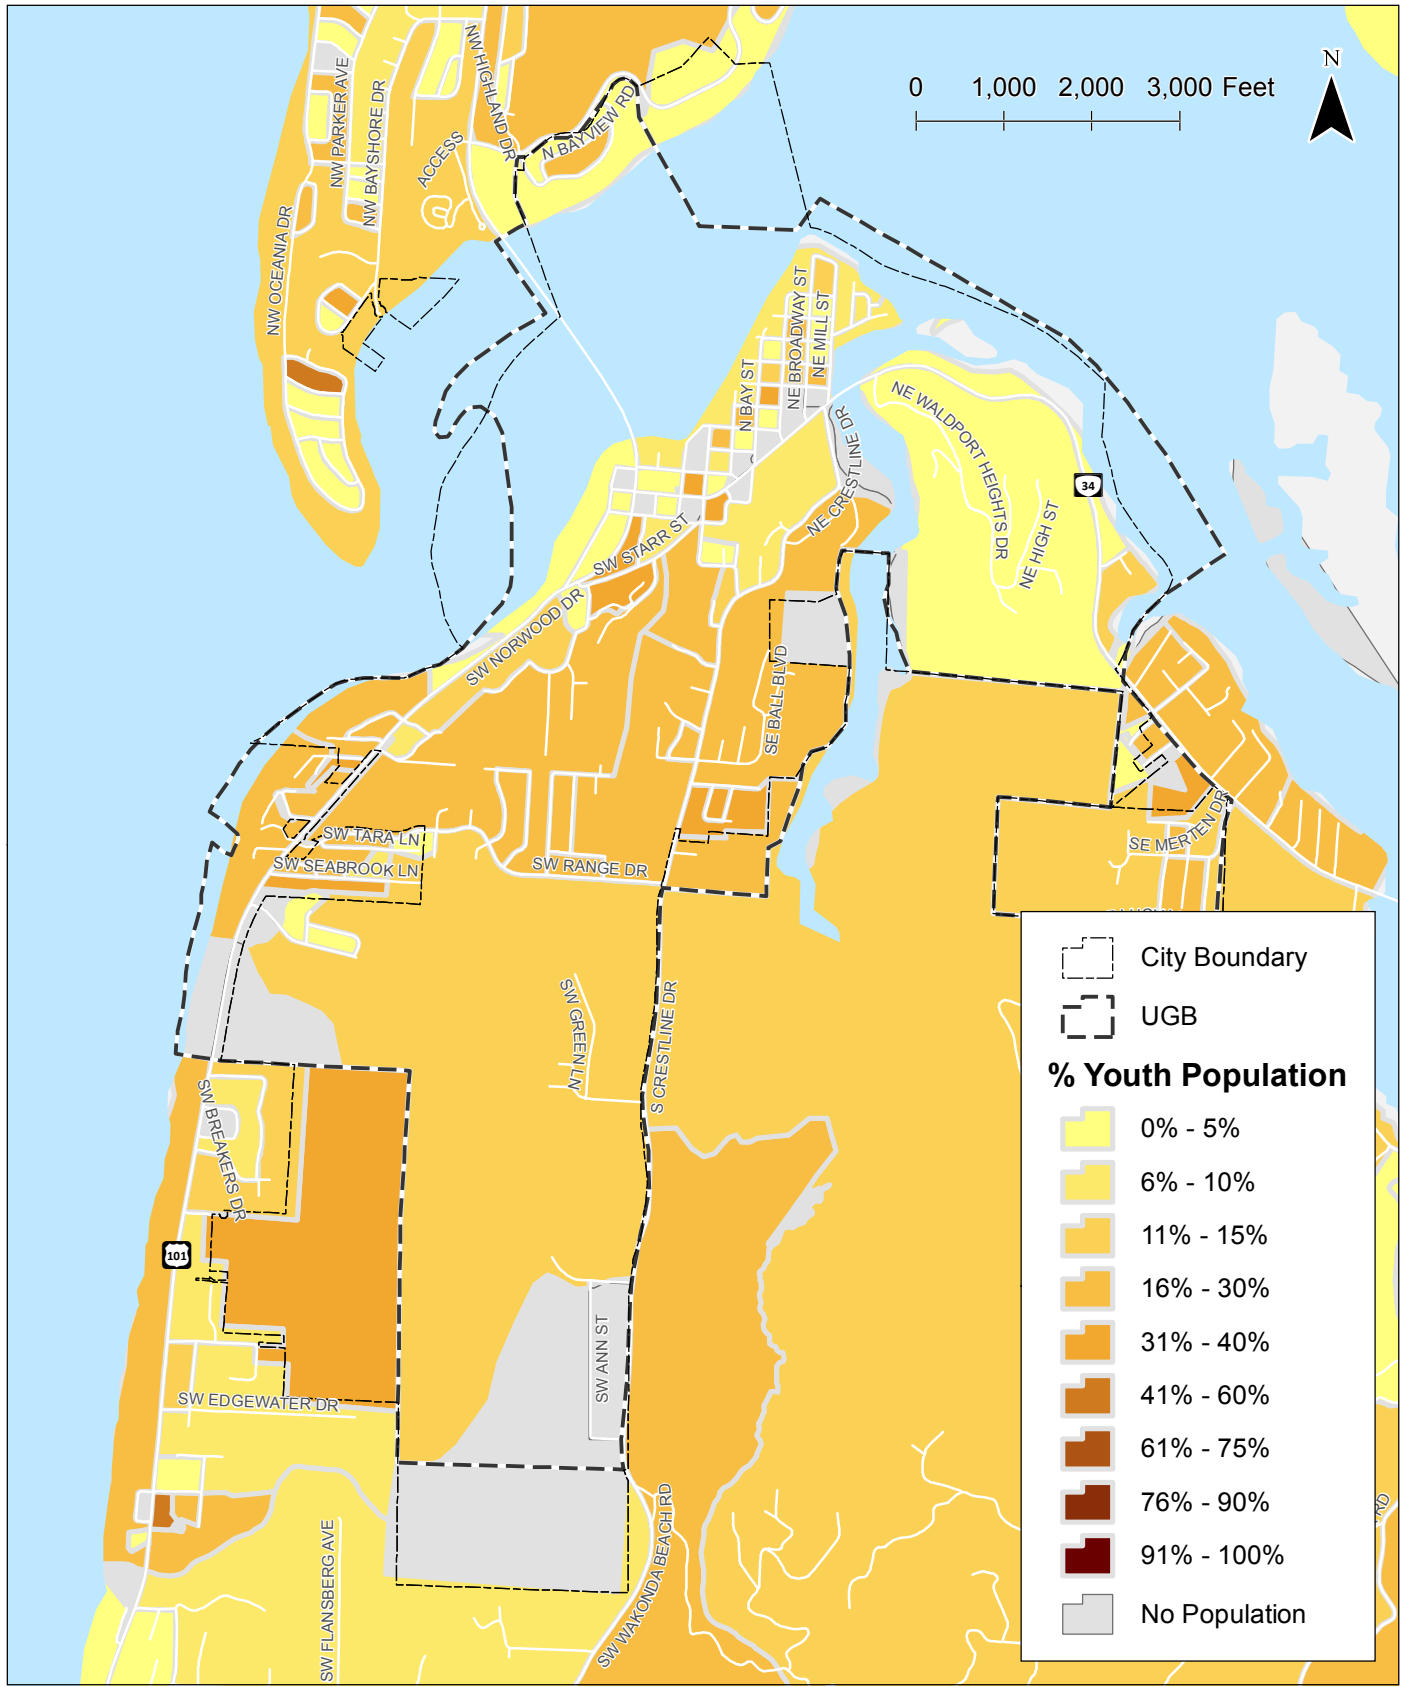 N
0 1,000 2,000 3,000 Feet
NW HIGHLAND DR
NW PARKER AVE
NW BAYSHORE DR
ACCESS
N BAYVIEW RD
NW OCEANIA DR
NE BROADWAY ST
NE MILL ST
N BAY ST
NE WALDPORT HEIGHTS DR
NE CRESTLINE DR
34
NE HIGH ST
SW STARR ST
SW NORWOOD DR
SE BALL BLVD
SW TARA LN
SW SEABROOK LN
SW RANGE DR
SE MERTEN DR
SW GREEN LN
S CRESTLINE DR
SW BREAKERS DR
101
SW ANN ST
SW EDGEWATER DR
SW FLANSBERG AVE
SW WAKONDA BEACH RD
RD
City Boundary
UGB
% Youth Population
0% - 5%
6% - 10%
11% - 15%
16% - 30%
31% - 40%
41% - 60%
61% - 75%
76% - 90%
91% - 100%
No Population